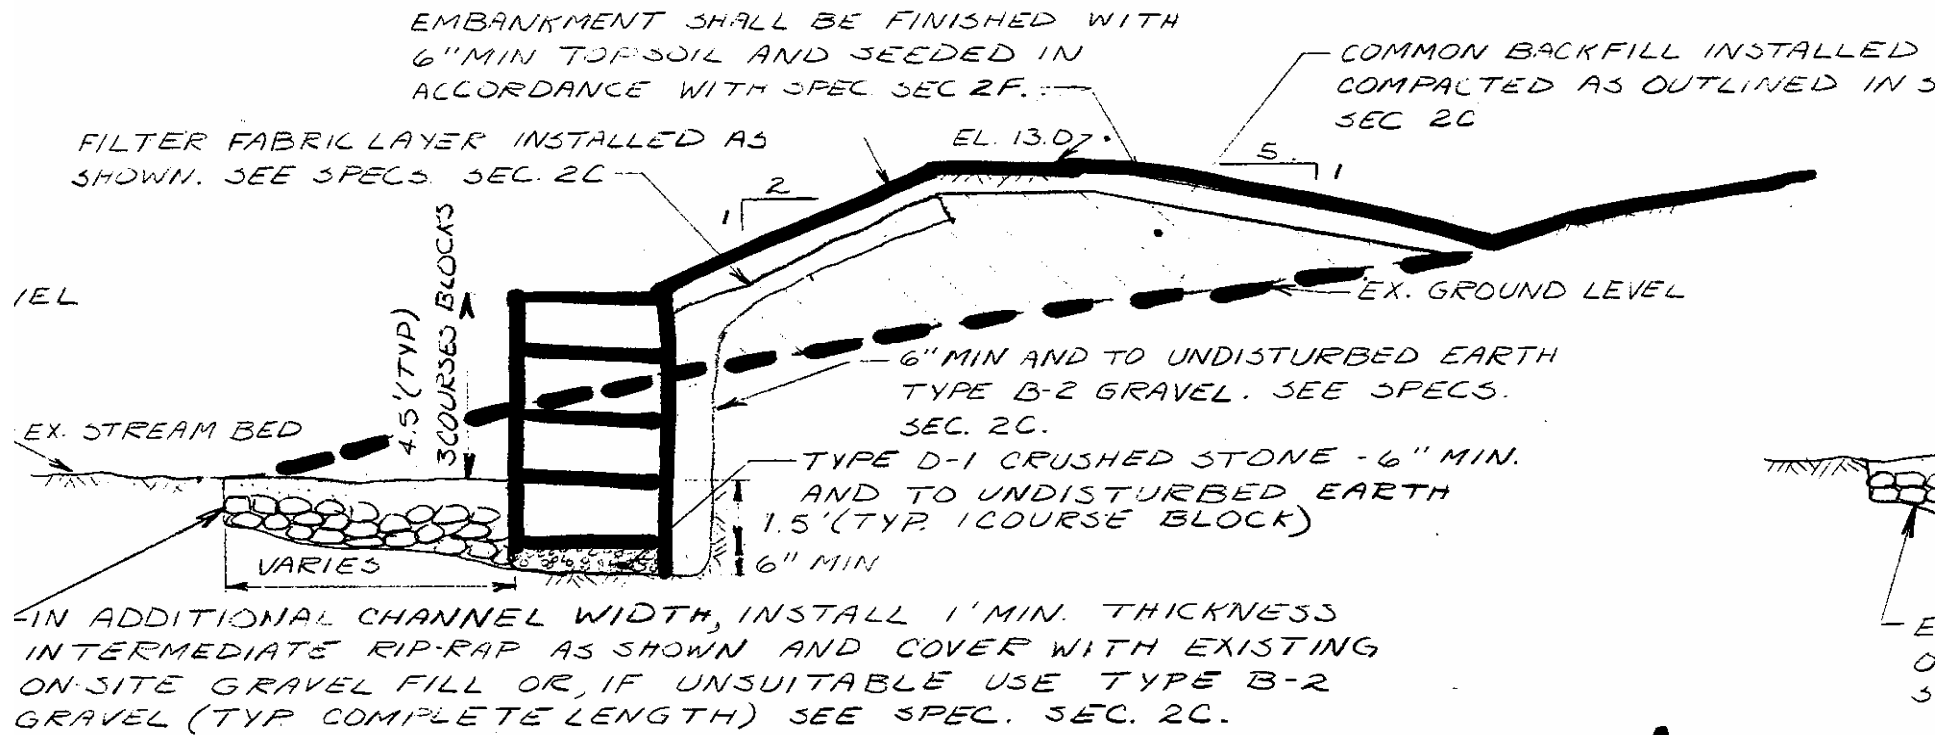 EMBANKMENT SHALL BE FINISHED WITH
6" MIN TOPSOIL AND SEEDED IN
ACCORDANCE WITH SPEC SEC 2F.
COMMON BACKFILL INSTALLED
COMPACTED AS OUTLINED IN S
SEC 2C
FILTER FABRIC LAYER INSTALLED AS
SHOWN. SEE SPECS. SEC. 2C
EL. 13.0
5
1
2
1
4.5' (TYP)
3 COURSES BLOCKS
EX. GROUND LEVEL
6" MIN AND TO UNDISTURBED EARTH
TYPE B-2 GRAVEL. SEE SPECS.
SEC. 2C.
EX. STREAM BED
TYPE D-1 CRUSHED STONE - 6" MIN.
AND TO UNDISTURBED EARTH
1.5' (TYP. 1 COURSE BLOCK)
6" MIN
VARIES
IN ADDITIONAL CHANNEL WIDTH, INSTALL 1' MIN. THICKNESS
INTERMEDIATE RIP-RAP AS SHOWN AND COVER WITH EXISTING
ON-SITE GRAVEL FILL OR, IF UNSUITABLE USE TYPE B-2
GRAVEL (TYP. COMPLETE LENGTH) SEE SPEC. SEC. 2C.